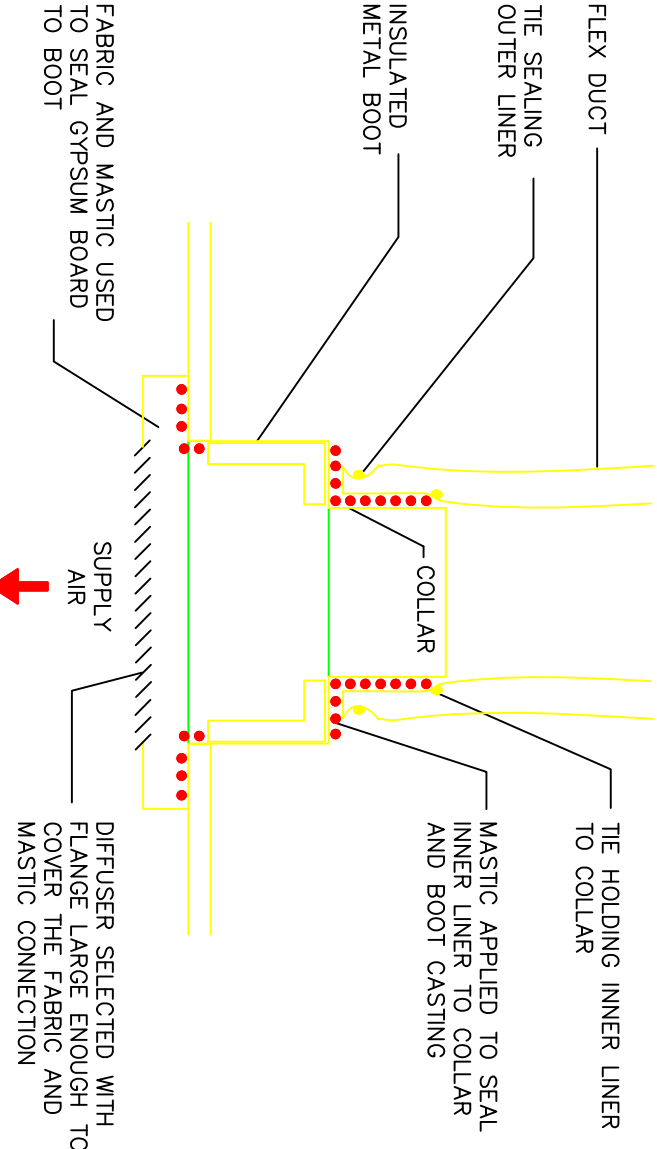 FLEX DUCT
TIE SEALING
OUTER LINER
INSULATED
METAL BOOT
FABRIC AND MASTIC USED
TO SEAL GYPSUM BOARD
TO BOOT
COLLAR
SUPPLY
AIR
TIE HOLDING INNER LINER
TO COLLAR
MASTIC APPLIED TO SEAL
INNER LINER TO COLLAR
AND BOOT CASTING
DIFFUSER SELECTED WITH
FLANGE LARGE ENOUGH TO
COVER THE FABRIC AND
MASTIC CONNECTION